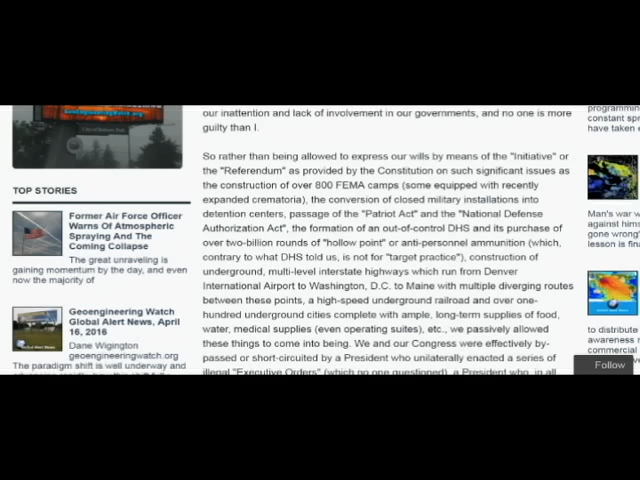 our inattention and lack of involvement in our governments, and no one is more
guilty than I.
So rather than being allowed to express our wills by means of the "Initiative" or
the "Referendum" as provided by the Constitution on such significant issues as
the construction of over 800 FEMA camps (some equipped with recently
expanded crematoria), the conversion of closed military installations into
detention centers, passage of the "Patriot Act" and the "National Defense
Authorization Act", the formation of an out-of-control DHS and its purchase of
over two-billion rounds of "hollow point" or anti-personnel ammunition (which,
contrary to what DHS told us, is not for "target practice"), construction of
underground, multi-level interstate highways which run from Denver
International Airport to Washington, D.C. to Maine with multiple diverging routes
between these points, a high-speed underground railroad and over one-
hundred underground cities complete with ample, long-term supplies of food,
water, medical supplies (even operating suites), etc., we passively allowed
these things to come into being. We and our Congress were effectively by-
passed or short-circuited by a President who unilaterally enacted a series of
illegal "Executive Orders" (which no one questioned), a President who, in all
TOP STORIES
Former Air Force Officer
Warns Of Atmospheric
Spraying And The
Coming Collapse
The great unraveling is
gaining momentum by the day, and even
now the majority of
Geoengineering Watch
Global Alert News, April
16, 2016
Dane Wigington
geoengineeringwatch.org
The paradigm shift is well underway and
programming
constant spr
have taken
Man's war w
against hims
gone wrong'
lesson is fina
to distribute
awareness
commercial
Follow